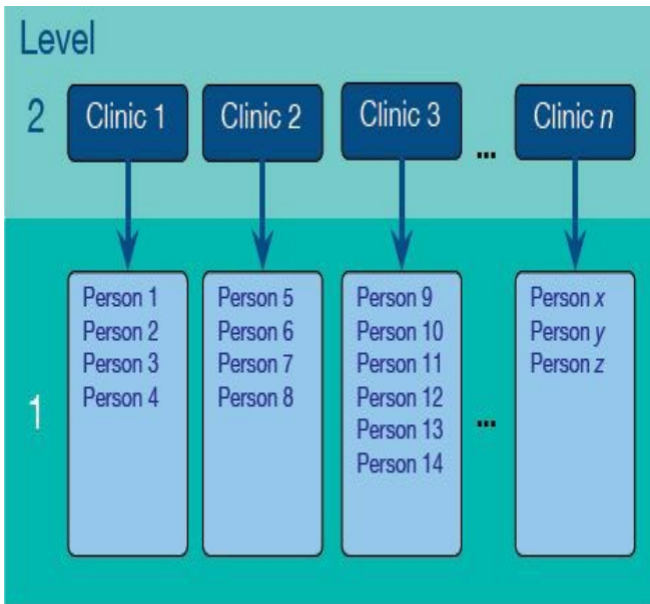 Level
2
Clinic 1
Clinic 2
Clinic 3
...
Clinic n
1
Person 1
Person 2
Person 3
Person 4
Person 5
Person 6
Person 7
Person 8
Person 9
Person 10
Person 11
Person 12
Person 13
Person 14
...
Person x
Person y
Person z